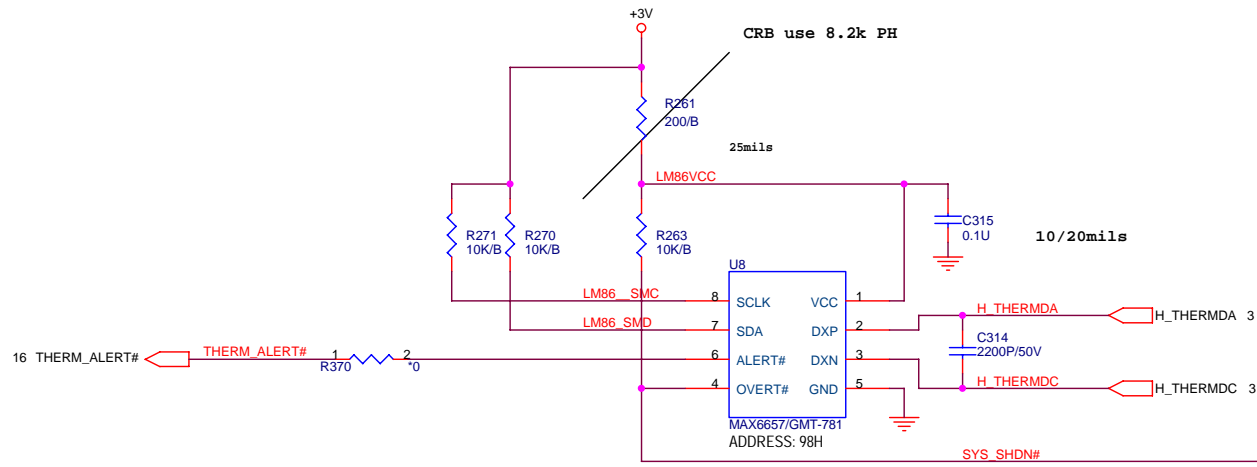 +3V
CRB use 8.2k PH
R261
200/B
25mils
LM86VCC
R271
10K/B
R270
10K/B
R263
10K/B
C315
0.1U
10/20mils
U8
LM86__SMC
8 SCLK VCC 1
LM86_SMD
7 SDA DXP 2
H_THERMDA
H_THERMDA 3
C314
2200P/50V
16 THERM_ALERT#
THERM_ALERT#
1 2
R370 *0
6 ALERT# DXN 3
4 OVERT# GND 5
H_THERMDC
H_THERMDC 3
MAX6657/GMT-781
ADDRESS: 98H
SYS_SHDN#